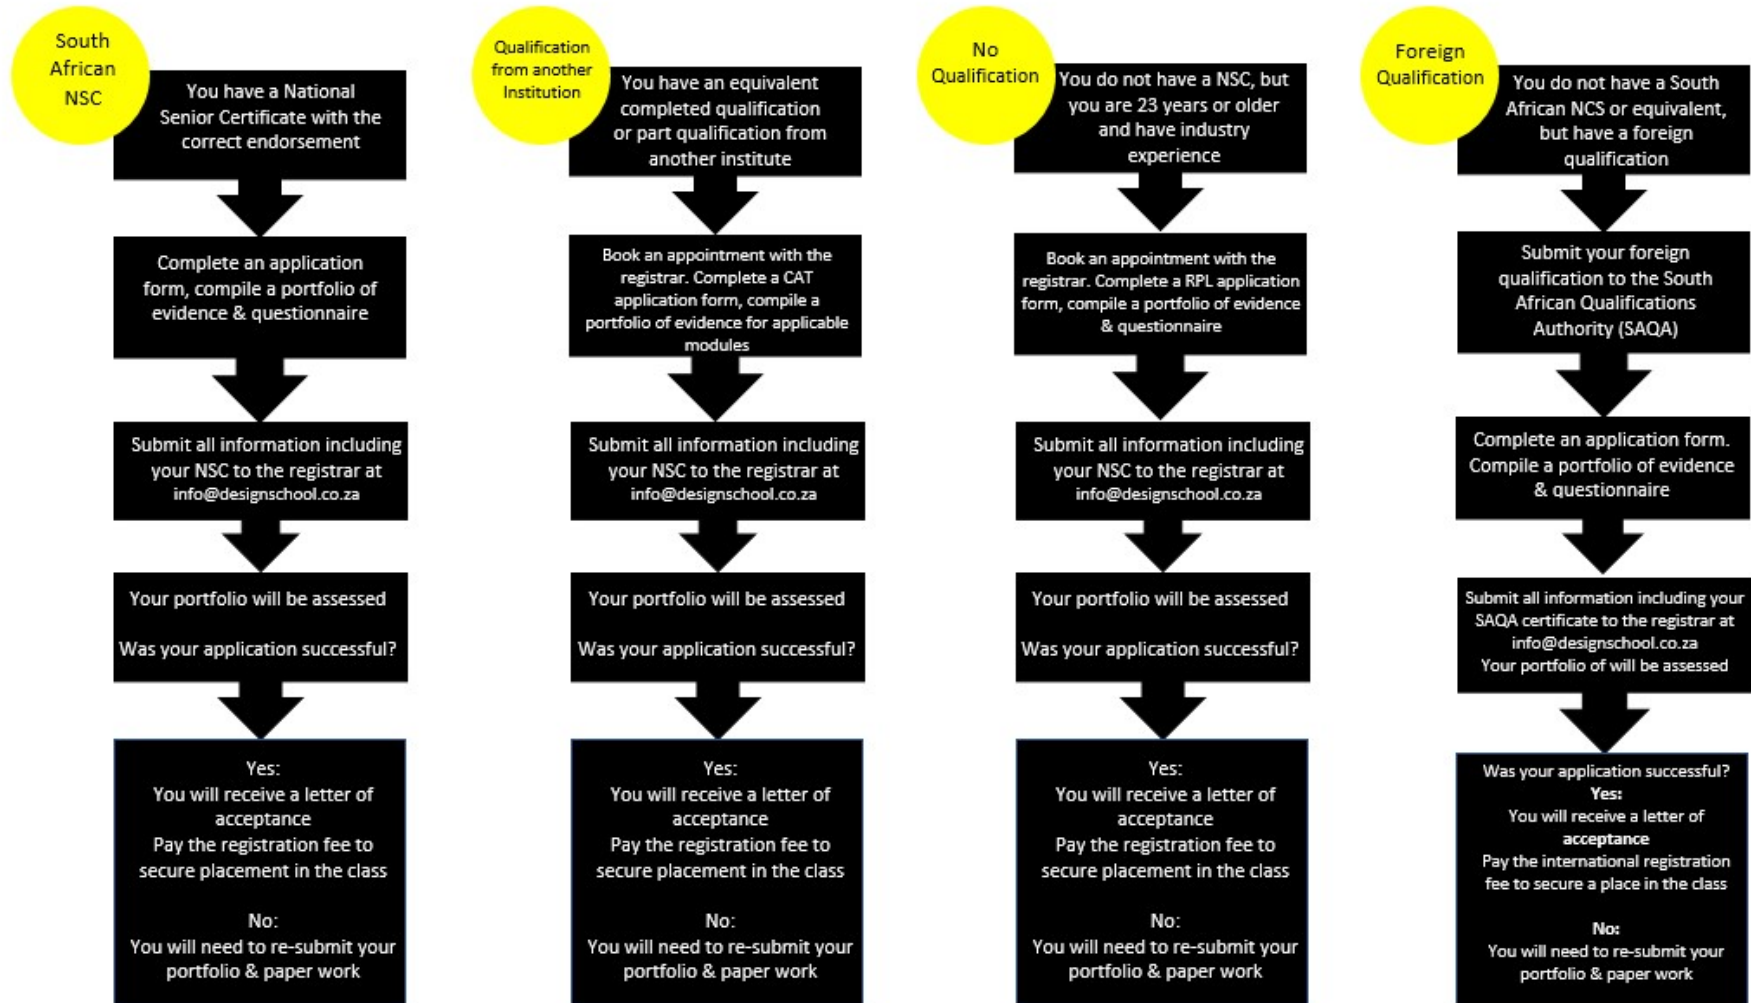 South
African
NSC
You have a National
Senior Certificate with the
correct endorsement
Complete an application
form, compile a portfolio of
evidence & questionnaire
Submit all information including
your NSC to the registrar at
info@designschool.co.za
Your portfolio will be assessed
Was your application successful?
Yes:
You will receive a letter of
acceptance
Pay the registration fee to
secure placement in the class
No:
You will need to re-submit your
portfolio & paper work
Qualification
from another
Institution
You have an equivalent
completed qualification
or part qualification from
another institute
Book an appointment with the
registrar. Complete a CAT
application form, compile a
portfolio of evidence for applicable
modules
Submit all information including
your NSC to the registrar at
info@designschool.co.za
Your portfolio will be assessed
Was your application successful?
Yes:
You will receive a letter of
acceptance
Pay the registration fee to
secure placement in the class
No:
You will need to re-submit your
portfolio & paper work
No
Qualification
You do not have a NSC, but
you are 23 years or older
and have industry
experience
Book an appointment with the
registrar. Complete a RPL application
form, compile a portfolio of evidence
& questionnaire
Submit all information including
your NSC to the registrar at
info@designschool.co.za
Your portfolio will be assessed
Was your application successful?
Yes:
You will receive a letter of
acceptance
Pay the registration fee to
secure placement in the class
No:
You will need to re-submit your
portfolio & paper work
Foreign
Qualification
You do not have a South
African NCS or equivalent,
but have a foreign
qualification
Submit your foreign
qualification to the South
African Qualifications
Authority (SAQA)
Complete an application form.
Compile a portfolio of evidence
& questionnaire
Submit all information including your
SAQA certificate to the registrar at
info@designschool.co.za
Your portfolio of will be assessed
Was your application successful?
Yes:
You will receive a letter of
acceptance
Pay the international registration
fee to secure a place in the class
No:
You will need to re-submit your
portfolio & paper work